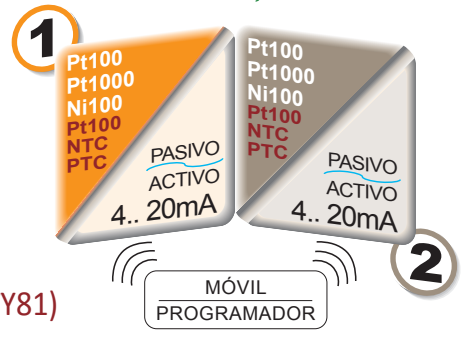 1
Pt100
Pt1000
Ni100
Pt100
NTC
PTC
PASIVO
ACTIVO
4.. 20mA
Pt100
Pt1000
Ni100
Pt100
NTC
PTC
PASIVO
ACTIVO
4.. 20mA
2
Y81)
MÓVIL
PROGRAMADOR